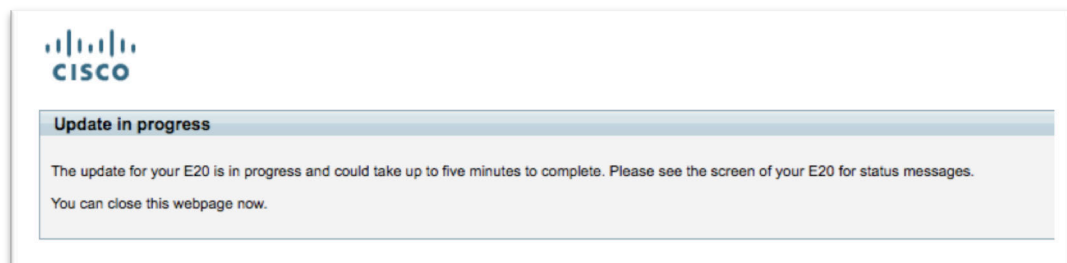 CISCO
Update in progress
The update for your E20 is in progress and could take up to five minutes to complete. Please see the screen of your E20 for status messages.
You can close this webpage now.